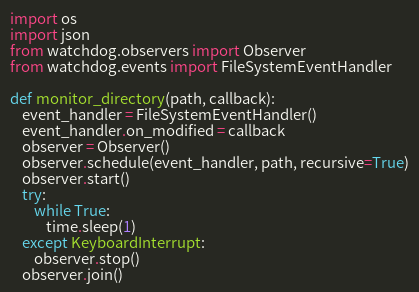 import os
import json
from watchdog.observers import Observer
from watchdog.events import FileSystemEventHandler

def monitor_directory(path, callback):
    event_handler = FileSystemEventHandler()
    event_handler.on_modified = callback
    observer = Observer()
    observer.schedule(event_handler, path, recursive=True)
    observer.start()
    try:
        while True:
            time.sleep(1)
    except KeyboardInterrupt:
        observer.stop()
    observer.join()